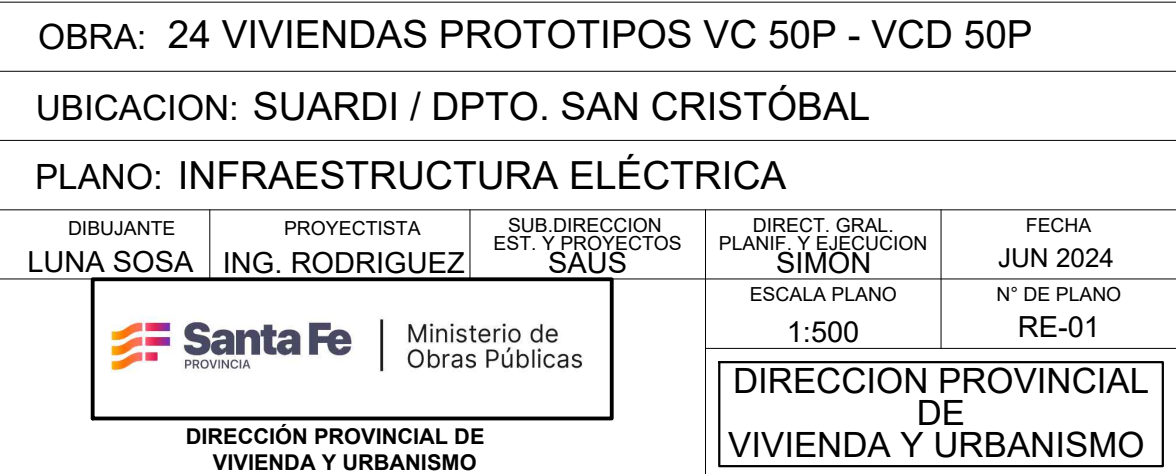 OBRA: 24 VIVIENDAS PROTOTIPOS VC 50P - VCD 50P
UBICACION: SUARDI / DPTO. SAN CRISTÓBAL
PLANO: INFRAESTRUCTURA ELÉCTRICA
DIBUJANTE
LUNA SOSA
PROYECTISTA
ING. RODRIGUEZ
SUB.DIRECCION
EST. Y PROYECTOS
SAUS
DIRECT. GRAL.
PLANIF. Y EJECUCION
SIMON
FECHA
JUN 2024
ESCALA PLANO
1:500
N° DE PLANO
RE-01
Santa Fe
PROVINCIA
Ministerio de
Obras Públicas
DIRECCIÓN PROVINCIAL DE
VIVIENDA Y URBANISMO
DIRECCION PROVINCIAL
DE
VIVIENDA Y URBANISMO